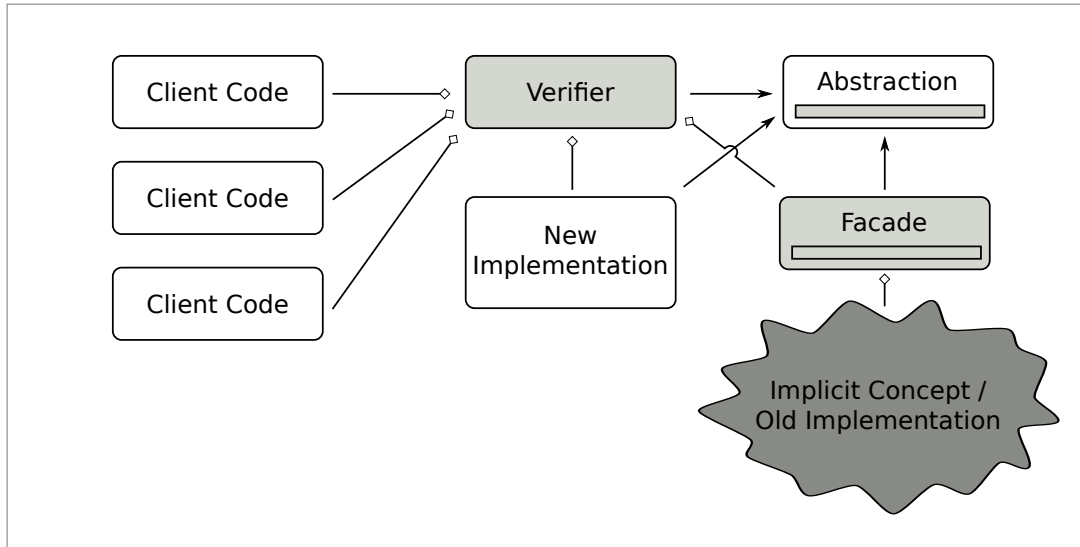 Client Code
Verifier
Abstraction
Client Code
New
Implementation
Facade
Client Code
Implicit Concept /
Old Implementation